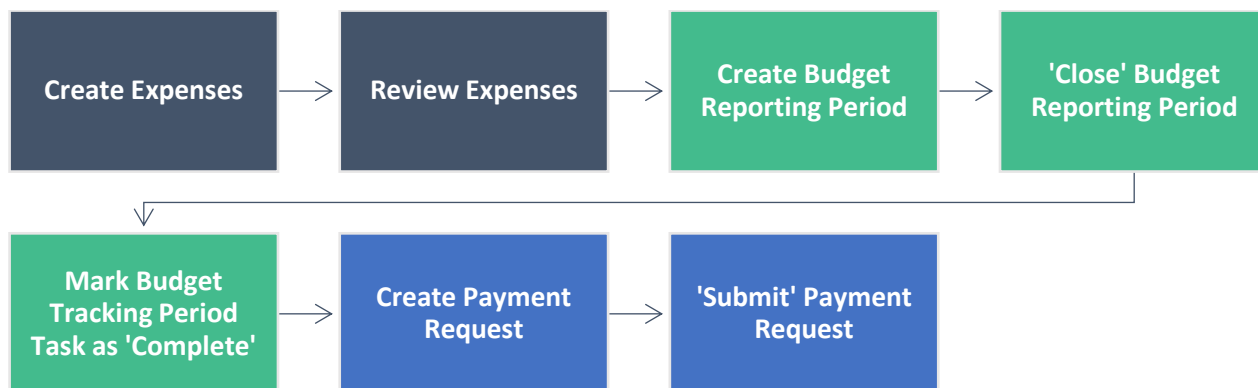 Create Expenses
Review Expenses
Create Budget
Reporting Period
'Close' Budget
Reporting Period
Mark Budget
Tracking Period
Task as 'Complete'
Create Payment
Request
'Submit' Payment
Request